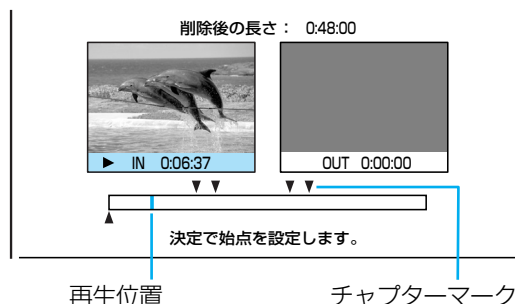 削除後の長さ： 0:48:00
▶ IN 0:06:37
OUT 0:00:00
決定で始点を設定します。
再生位置
チャプターマーク